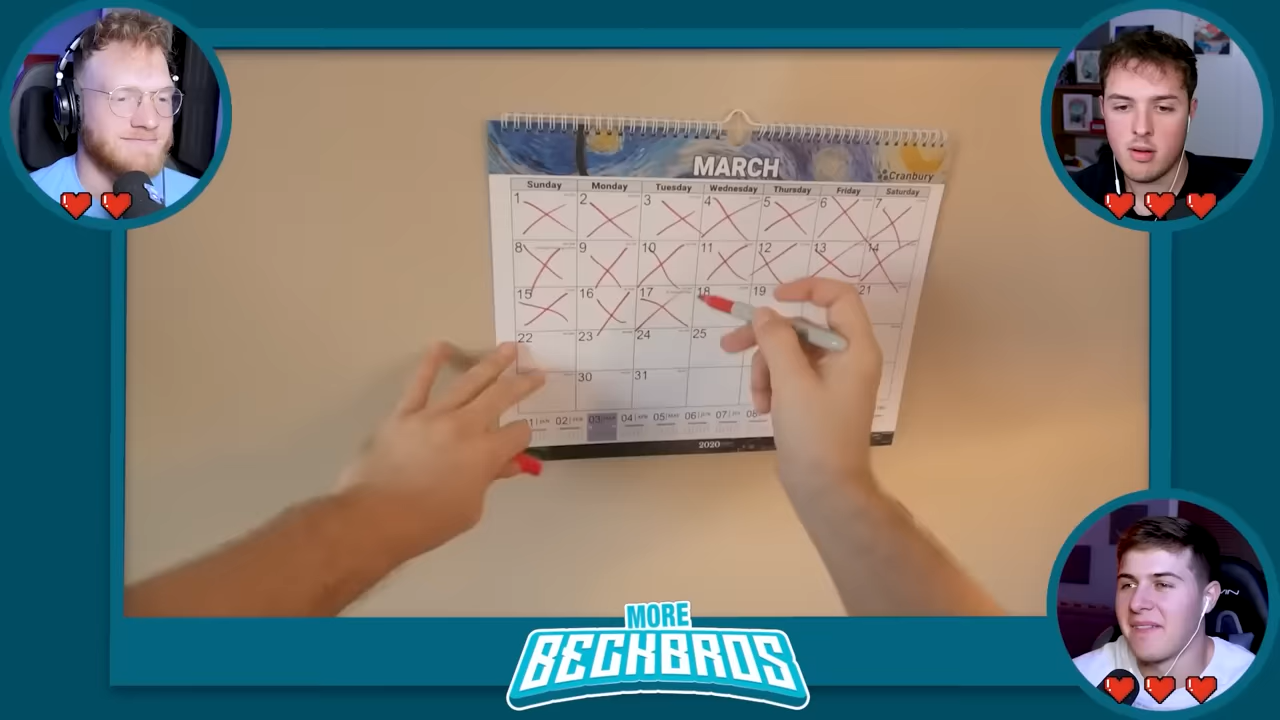 MARCH
Cranbury
Sunday Monday Tuesday Wednesday Thursday Friday Saturday
1 2 3 4 5 6 7
8 9 10 11 12 13 14
15 16 17 18 19 21
22 23 24 25
30 31
02 03 04 05 06 07 08
2020
MORE
BECKBROS